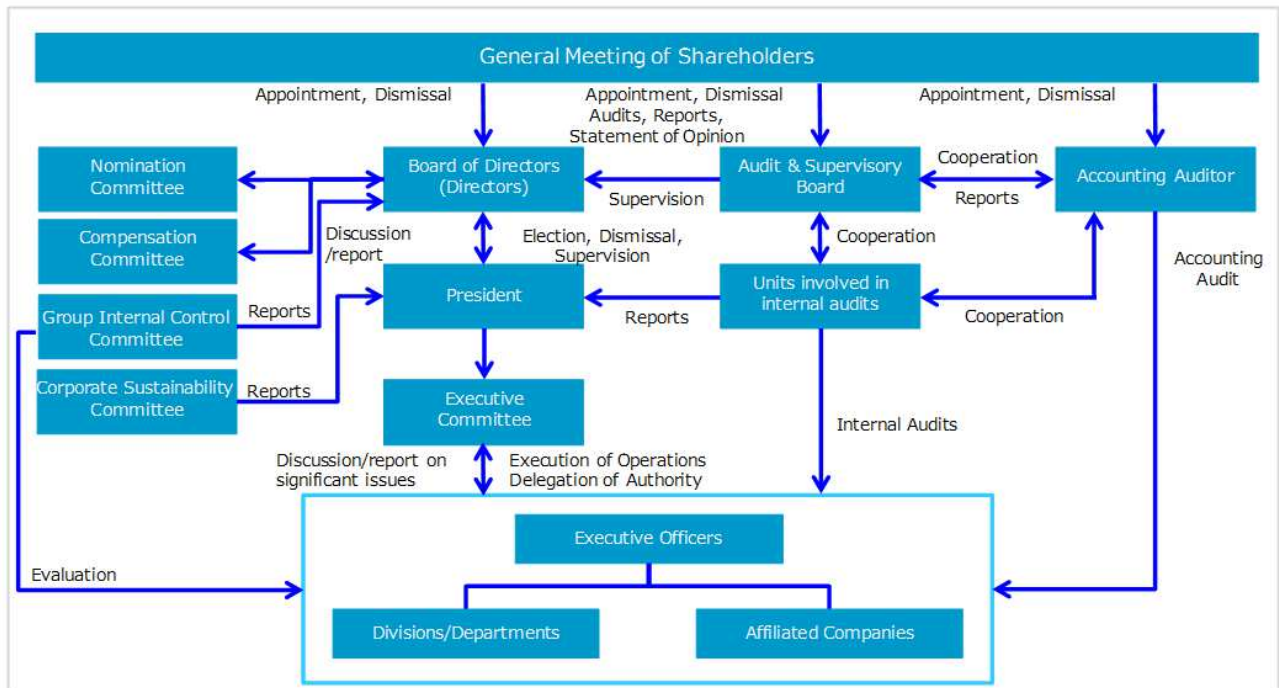 General Meeting of Shareholders
Appointment, Dismissal
Appointment, Dismissal
Audits, Reports,
Statement of Opinion
Appointment, Dismissal
Nomination
Committee
Board of Directors
(Directors)
Supervision
Audit & Supervisory
Board
Cooperation
Reports
Accounting Auditor
Compensation
Committee
Discussion
/report
Election, Dismissal,
Supervision
Cooperation
Accounting
Audit
Group Internal Control
Committee
Reports
President
Reports
Units involved in
internal audits
Cooperation
Corporate Sustainability
Committee
Reports
Executive
Committee
Internal Audits
Discussion/report on
significant issues
Execution of Operations
Delegation of Authority
Executive Officers
Evaluation
Divisions/Departments
Affiliated Companies